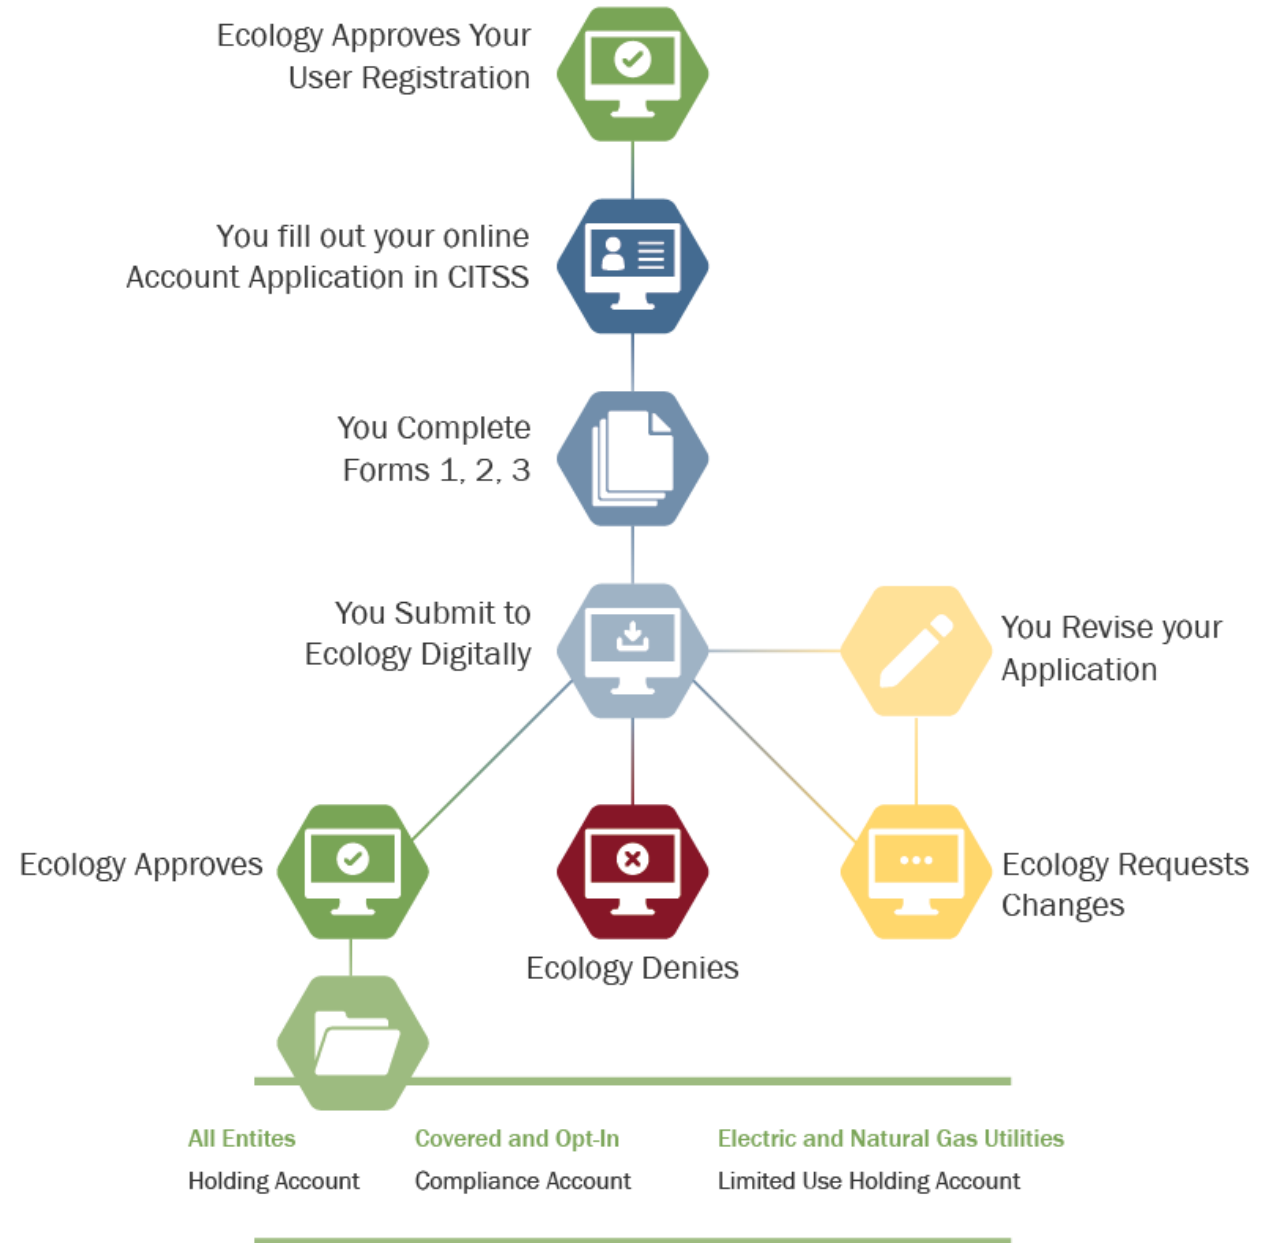 Ecology Approves Your
User Registration
You fill out your online
Account Application in CITSS
You Complete
Forms 1, 2, 3
You Submit to
Ecology Digitally
You Revise your
Application
Ecology Approves
Ecology Requests
Changes
Ecology Denies
All Entites
Holding Account
Covered and Opt-In
Compliance Account
Electric and Natural Gas Utilities
Limited Use Holding Account